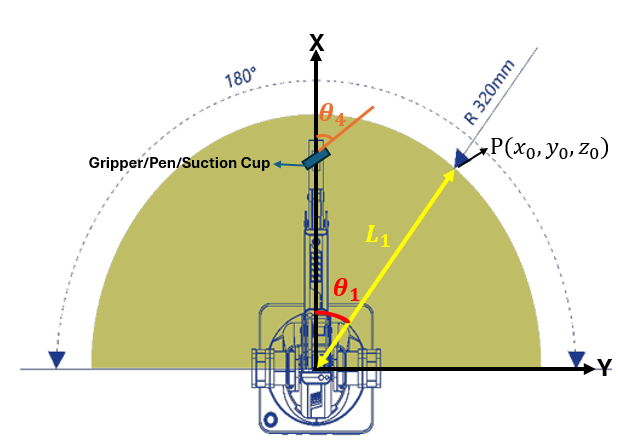 X
180°
θ₄
R 320mm
Gripper/Pen/Suction Cup
P(x₀, y₀, z₀)
L₁
θ₁
Y